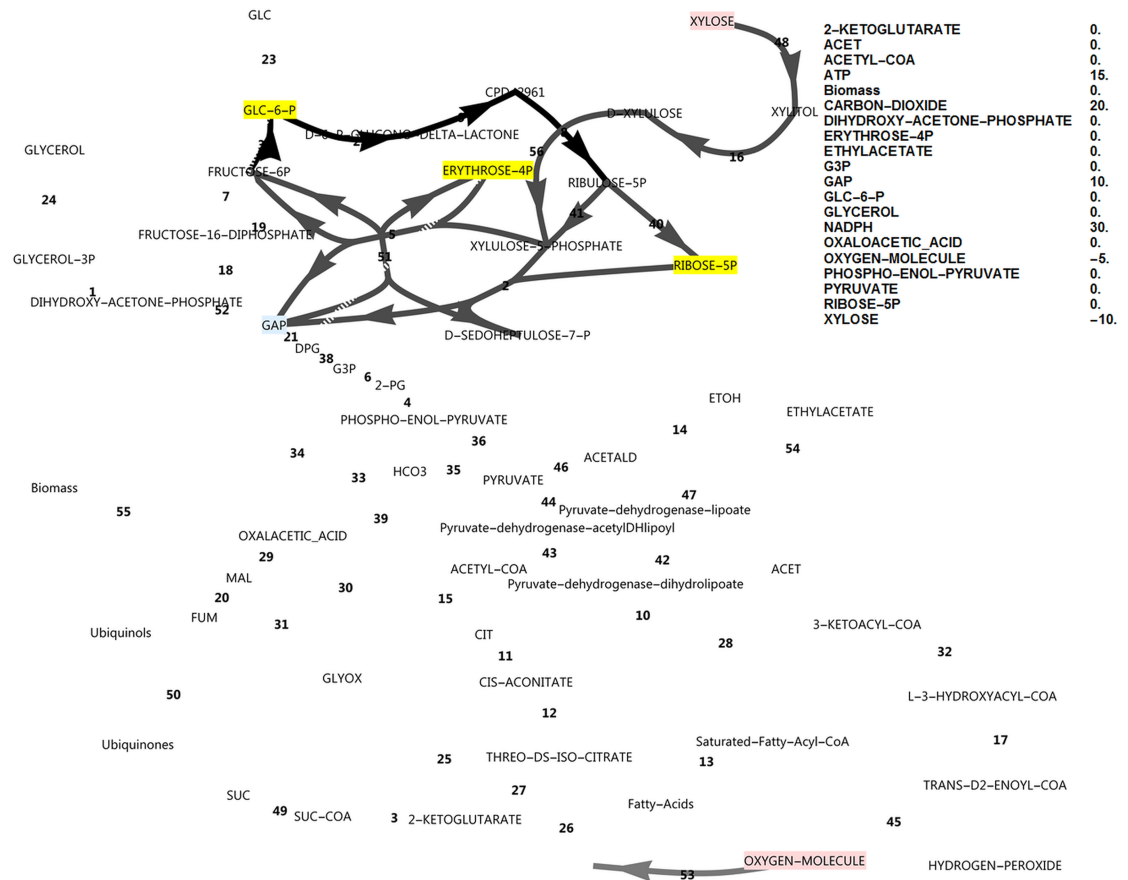 GLC
XYLOSE
48
23
GLC−6−P
XYLITOL
D−XYLULOSE
2−KETOGLUTARATE 0.
ACET 0.
ACETYL−COA 0.
ATP 15.
Biomass 0.
CARBON−DIOXIDE 20.
DIHYDROXY−ACETONE−PHOSPHATE 0.
ERYTHROSE−4P 0.
ETHYLACETATE 0.
G3P 0.
GAP 10.
GLC−6−P 0.
GLYCEROL 0.
NADPH 30.
OXALOACETIC_ACID 0.
OXYGEN−MOLECULE −5.
PHOSPHO−ENOL−PYRUVATE 0.
PYRUVATE 0.
RIBOSE−5P 0.
XYLOSE −10.
GLYCEROL
56
16
FRUCTOSE−6P
ERYTHROSE−4P
RIBULOSE−5P
24
7
19
41
40
FRUCTOSE−16−DIPHOSPHATE
5
XYLULOSE−5−PHOSPHATE
GLYCEROL−3P
18
51
RIBOSE−5P
1
2
DIHYDROXY−ACETONE−PHOSPHATE
52
GAP
21
D−SEDOHEPTULOSE−7−P
DPG
38
G3P
6
2−PG
4
ETOH
ETHYLACETATE
PHOSPHO−ENOL−PYRUVATE
36
14
34
54
33
HCO3
35
PYRUVATE
46
ACETALD
Biomass
55
44
47
Pyruvate−dehydrogenase−lipoate
39
Pyruvate−dehydrogenase−acetylDHlipoyl
OXALACETIC_ACID
29
43
42
MAL
30
ACETYL−COA
Pyruvate−dehydrogenase−dihydrolipoate
ACET
20
15
FUM
31
10
3−KETOACYL−COA
Ubiquinols
CIT
28
32
11
GLYOX
CIS−ACONITATE
50
L−3−HYDROXYACYL−COA
12
Ubiquinones
Saturated−Fatty−Acyl−CoA
17
25
THREO−DS−ISO−CITRATE
13
27
TRANS−D2−ENOYL−COA
SUC
49
SUC−COA
3
2−KETOGLUTARATE
26
Fatty−Acids
45
OXYGEN−MOLECULE
53
HYDROGEN−PEROXIDE